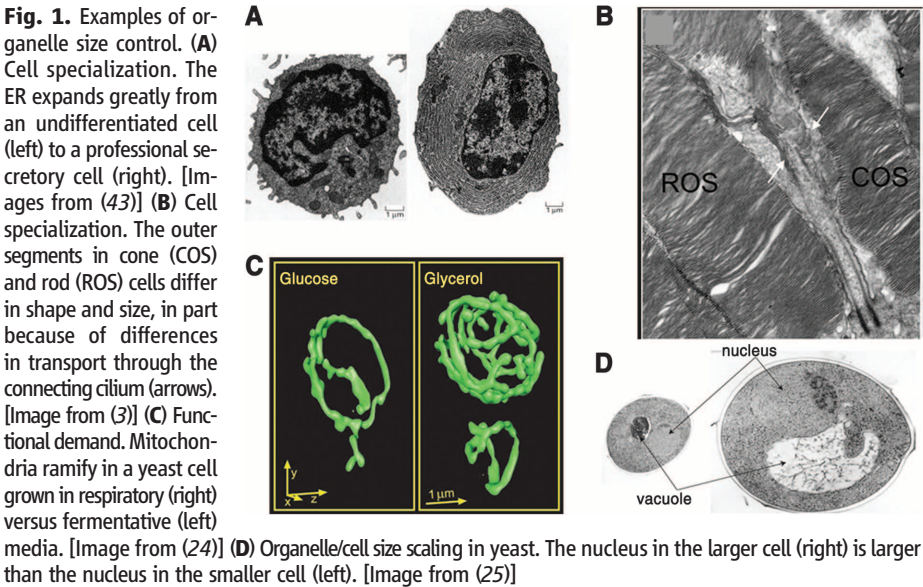 Fig. 1. Examples of or-
ganelle size control. (A)
Cell specialization. The
ER expands greatly from
an undifferentiated cell
(left) to a professional se-
cretory cell (right). [Im-
ages from (43)] (B) Cell
specialization. The outer
segments in cone (COS)
and rod (ROS) cells differ
in shape and size, in part
because of differences
in transport through the
connecting cilium (arrows).
[Image from (3)] (C) Func-
tional demand. Mitochon-
dria ramify in a yeast cell
grown in respiratory (right)
versus fermentative (left)
media. [Image from (24)] (D) Organelle/cell size scaling in yeast. The nucleus in the larger cell (right) is larger
than the nucleus in the smaller cell (left). [Image from (25)]
A
1 μm
1 μm
B
ROS
COS
C
Glucose
Glycerol
y
x
z
1 μm
D
nucleus
vacuole